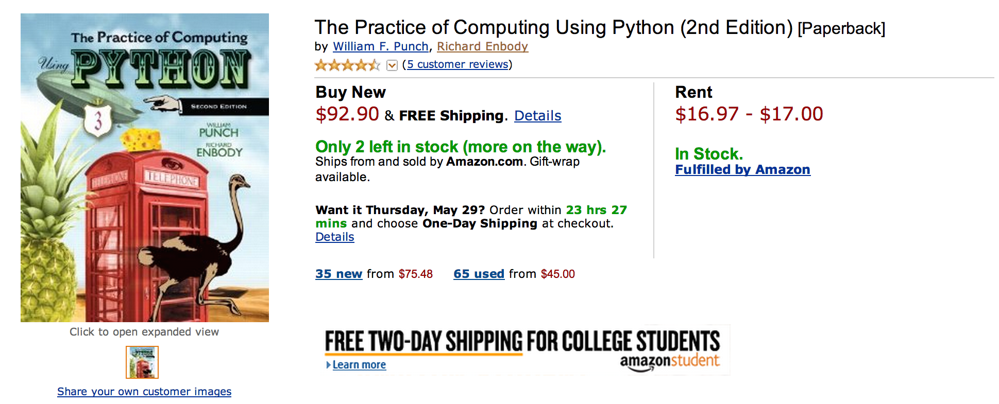 The Practice of Computing
Using PYTHON
SECOND EDITION
3
WILLIAM
PUNCH
RICHARD
ENBODY
TELEPHONE
TELEPHONE
Click to open expanded view
Share your own customer images
The Practice of Computing Using Python (2nd Edition) [Paperback]
by William F. Punch, Richard Enbody
(5 customer reviews)
Buy New
$92.90 & FREE Shipping. Details
Only 2 left in stock (more on the way).
Ships from and sold by Amazon.com. Gift-wrap
available.
Want it Thursday, May 29? Order within 23 hrs 27
mins and choose One-Day Shipping at checkout.
Details
35 new from $75.48 65 used from $45.00
Rent
$16.97 - $17.00
In Stock.
Fulfilled by Amazon
FREE TWO-DAY SHIPPING FOR COLLEGE STUDENTS
Learn more
amazonstudent